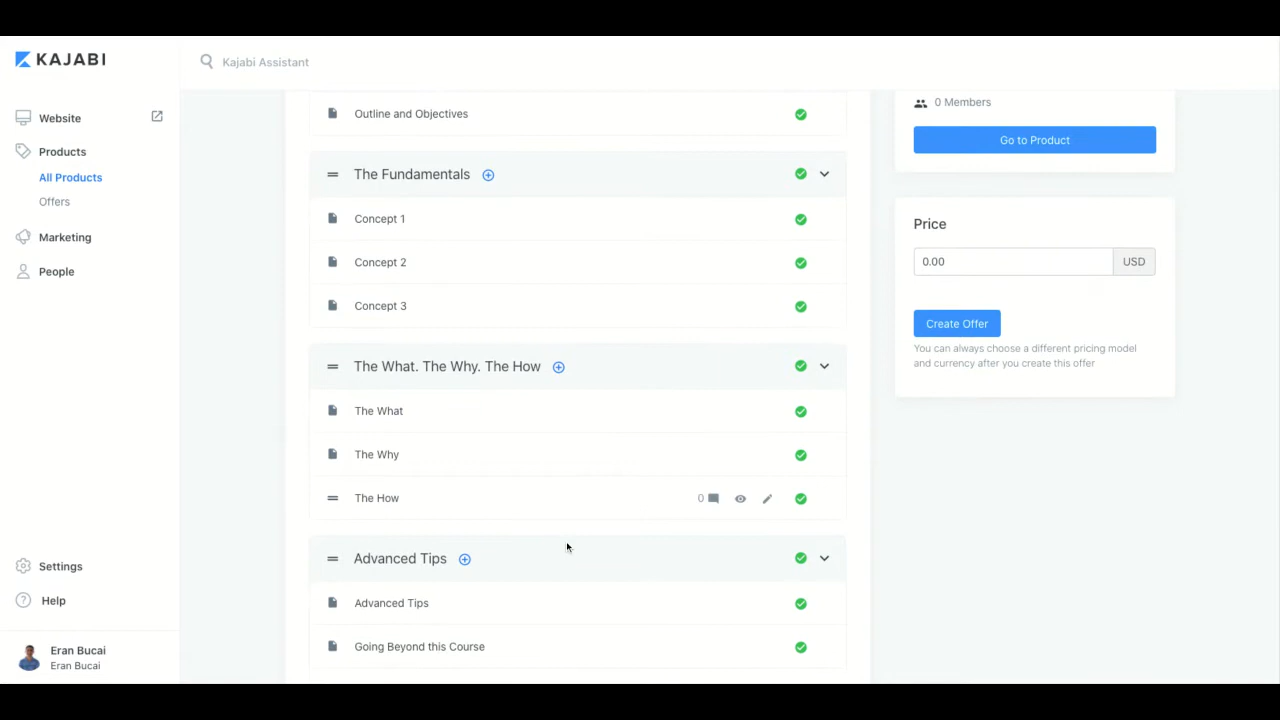 KAJABI
Kajabi Assistant
Website
Products
All Products
Offers
Marketing
People
Settings
Help
Eran Bucai
Eran Bucai
Outline and Objectives
The Fundamentals
Concept 1
Concept 2
Concept 3
The What. The Why. The How
The What
The Why
The How
0
Advanced Tips
Advanced Tips
Going Beyond this Course
0 Members
Go to Product
Price
0.00 USD
Create Offer
You can always choose a different pricing model
and currency after you create this offer